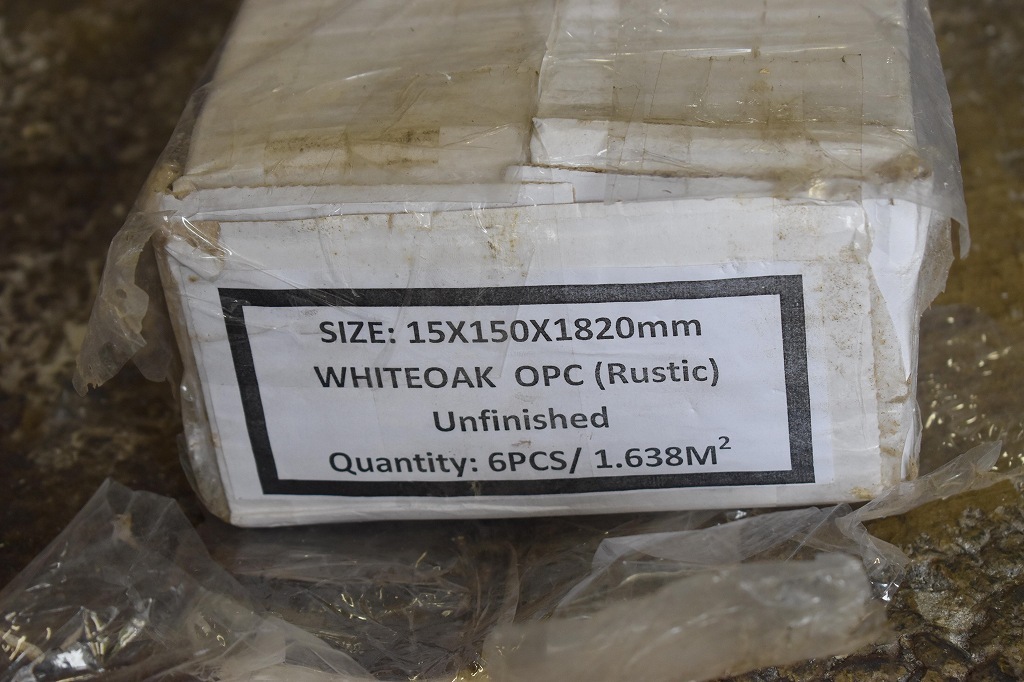 SIZE: 15X150X1820mm
WHITEOAK OPC (Rustic)
Unfinished
Quantity: 6PCS/ 1.638M²